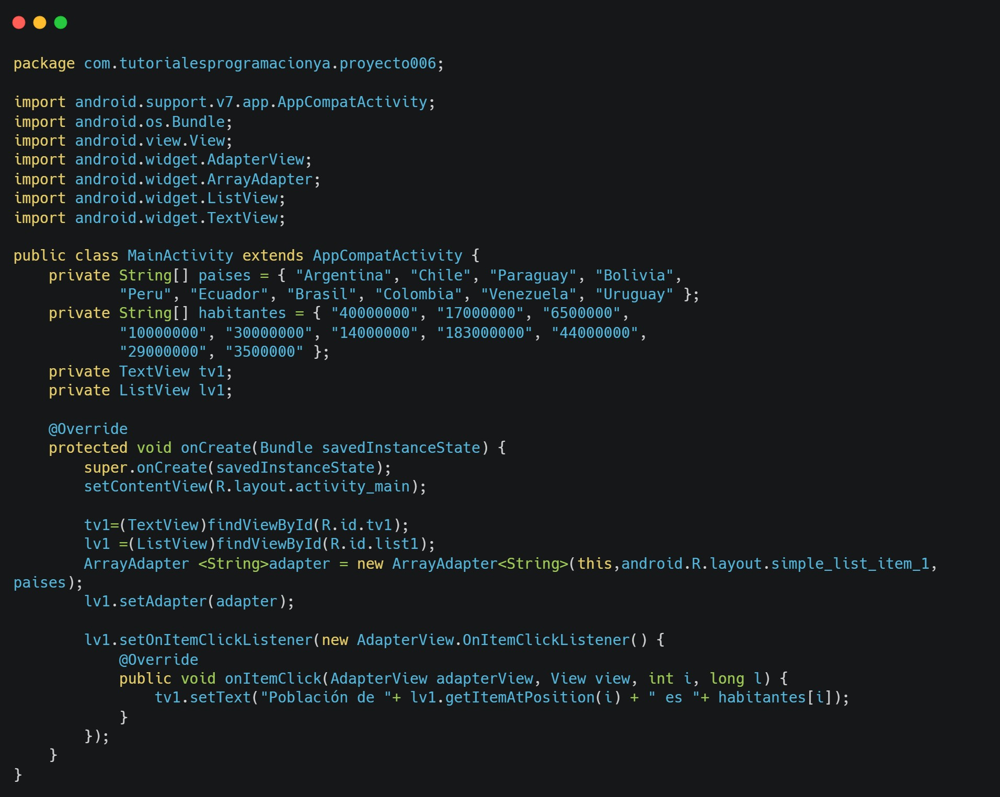 package com.tutorialesprogramacionya.proyecto006;

import android.support.v7.app.AppCompatActivity;
import android.os.Bundle;
import android.view.View;
import android.widget.AdapterView;
import android.widget.ArrayAdapter;
import android.widget.ListView;
import android.widget.TextView;

public class MainActivity extends AppCompatActivity {
    private String[] paises = { "Argentina", "Chile", "Paraguay", "Bolivia",
            "Peru", "Ecuador", "Brasil", "Colombia", "Venezuela", "Uruguay" };
    private String[] habitantes = { "40000000", "17000000", "6500000",
            "10000000", "30000000", "14000000", "183000000", "44000000",
            "29000000", "3500000" };
    private TextView tv1;
    private ListView lv1;

    @Override
    protected void onCreate(Bundle savedInstanceState) {
        super.onCreate(savedInstanceState);
        setContentView(R.layout.activity_main);

        tv1=(TextView)findViewById(R.id.tv1);
        lv1 =(ListView)findViewById(R.id.list1);
        ArrayAdapter <String>adapter = new ArrayAdapter<String>(this,android.R.layout.simple_list_item_1,
paises);
        lv1.setAdapter(adapter);

        lv1.setOnItemClickListener(new AdapterView.OnItemClickListener() {
            @Override
            public void onItemClick(AdapterView adapterView, View view, int i, long l) {
                tv1.setText("Población de "+ lv1.getItemAtPosition(i) + " es "+ habitantes[i]);
            }
        });
    }
}